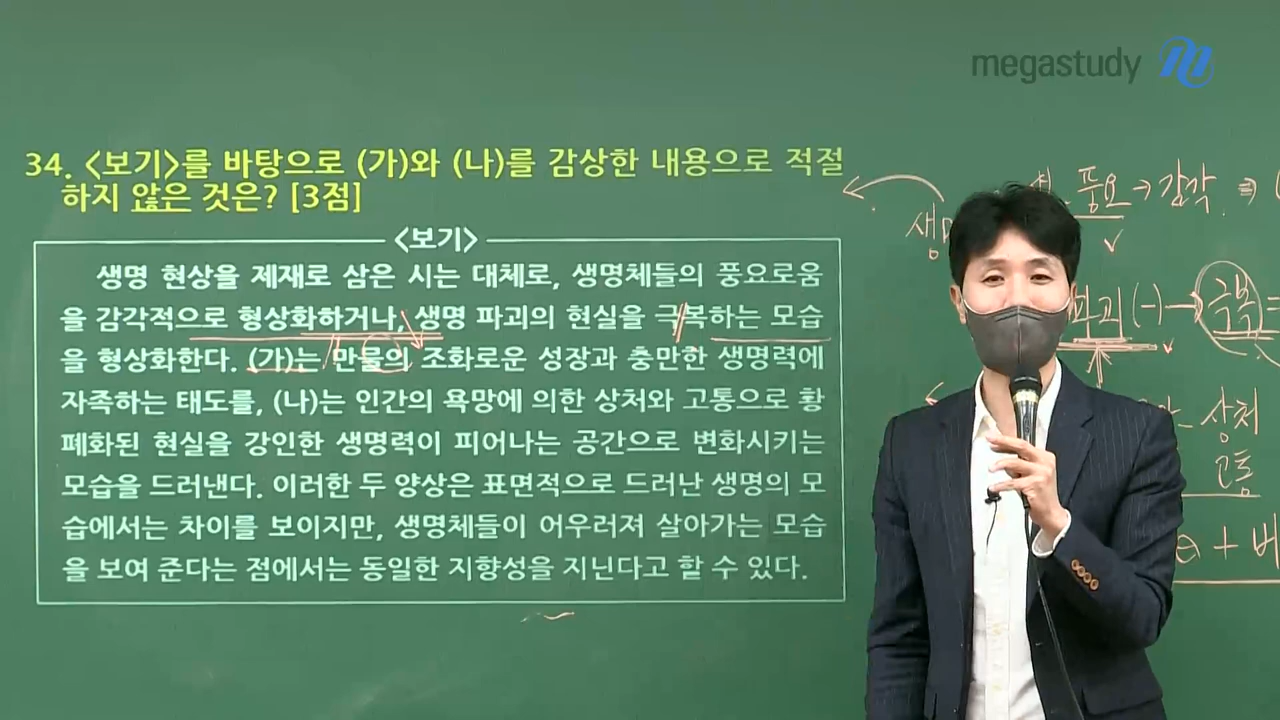 megastudy
34. <보기>를 바탕으로 (가)와 (나)를 감상한 내용으로 적절
하지 않은 것은? [3점]
<보기>
생명 현상을 제재로 삼은 시는 대체로, 생명체들의 풍요로움
을 감각적으로 형상화하거나, 생명 파괴의 현실을 극복하는 모습
을 형상화한다. (가)는 만물의 조화로운 성장과 충만한 생명력에
자족하는 태도를, (나)는 인간의 욕망에 의한 상처와 고통으로 황
폐화된 현실을 강인한 생명력이 피어나는 공간으로 변화시키는
모습을 드러낸다. 이러한 두 양상은 표면적으로 드러난 생명의 모
습에서는 차이를 보이지만, 생명체들이 어우러져 살아가는 모습
을 보여 준다는 점에서는 동일한 지향성을 지닌다고 할 수 있다.
풍요→감각
파괴(-)→극복=
상처
고통